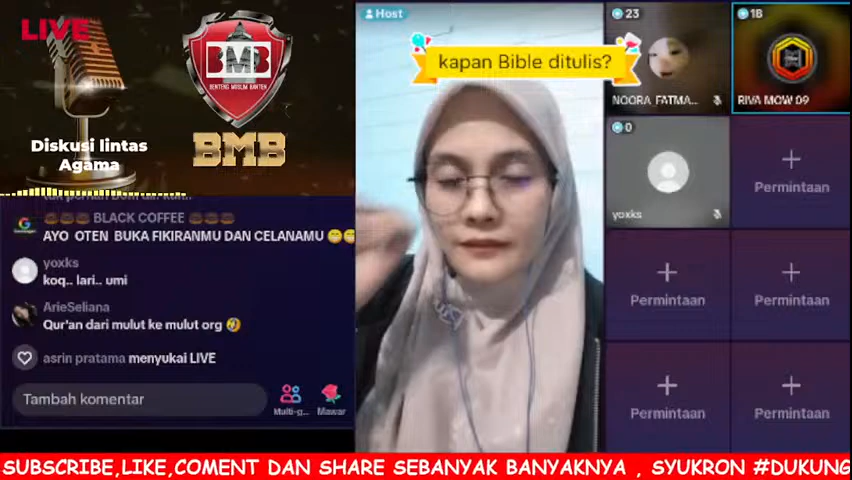 LIVE
BMB
BENTENG MUSLIM BANTEN
BMB
Diskusi lintas
Agama
BLACK COFFEE
AYO OTEN BUKA FIKIRANMU DAN CELANAMU
yoxks
koq.. lari.. umi
ArieSeliana
Qur'an dari mulut ke mulut org 🤣
asrin pratama menyukai LIVE
Tambah komentar
Multi-g...
Mawar
Host
kapan Bible ditulis?
23
NOORA FATMA...
18
RIVA MOW 09
0
yoxks
Permintaan
Permintaan
Permintaan
Permintaan
Permintaan
SUBSCRIBE,LIKE,COMENT DAN SHARE SEBANYAK BANYAKNYA , SYUKRON #DUKUNG